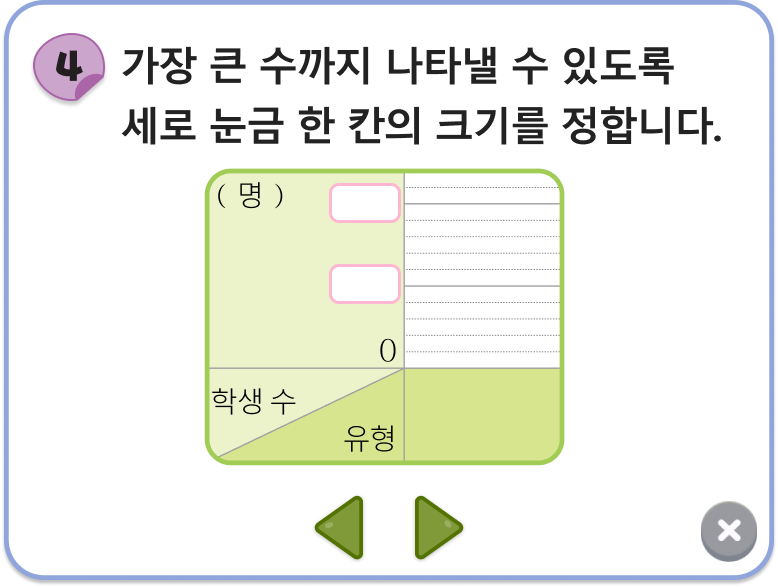 4 가장 큰 수까지 나타낼 수 있도록
세로 눈금 한 칸의 크기를 정합니다.
( 명 )
0
학생 수
유형